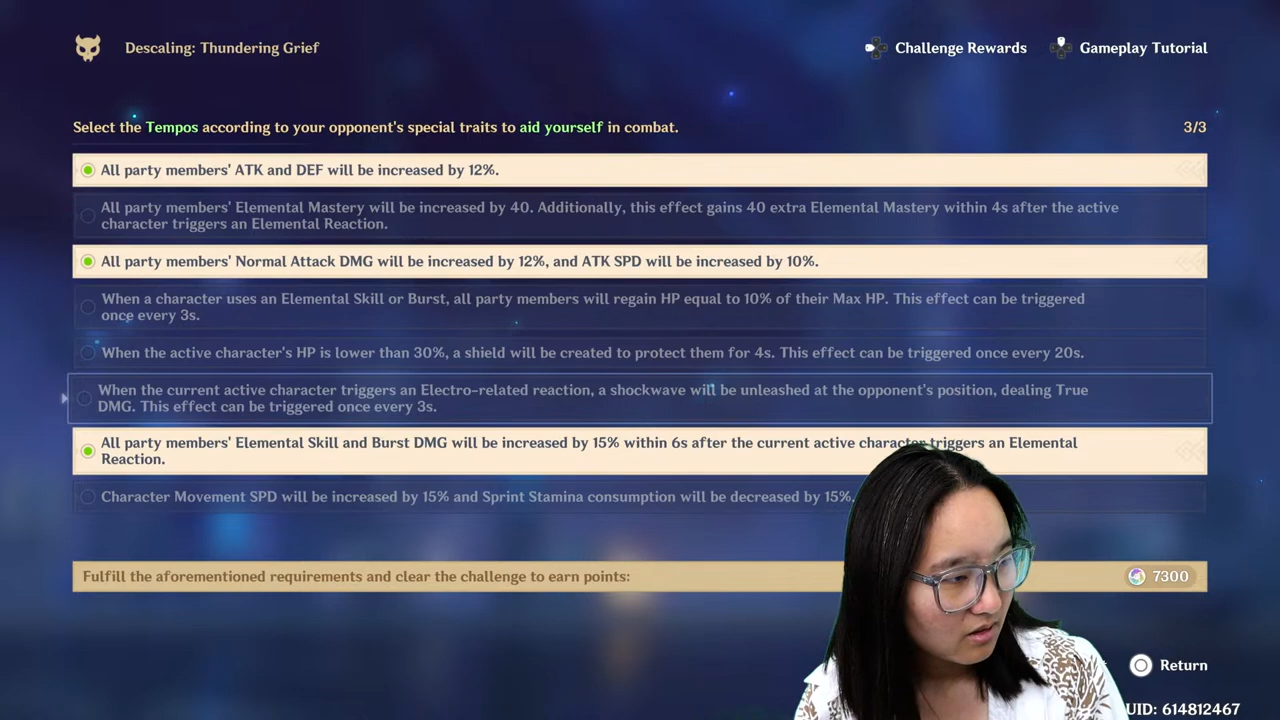 Descaling: Thundering Grief
Challenge Rewards
Gameplay Tutorial
Select the Tempos according to your opponent's special traits to aid yourself in combat.
3/3
All party members' ATK and DEF will be increased by 12%.
All party members' Elemental Mastery will be increased by 40. Additionally, this effect gains 40 extra Elemental Mastery within 4s after the active
character triggers an Elemental Reaction.
All party members' Normal Attack DMG will be increased by 12%, and ATK SPD will be increased by 10%.
When a character uses an Elemental Skill or Burst, all party members will regain HP equal to 10% of their Max HP. This effect can be triggered
once every 3s.
When the active character's HP is lower than 30%, a shield will be created to protect them for 4s. This effect can be triggered once every 20s.
When the current active character triggers an Electro-related reaction, a shockwave will be unleashed at the opponent's position, dealing True
DMG. This effect can be triggered once every 3s.
All party members' Elemental Skill and Burst DMG will be increased by 15% within 6s after the current active character triggers an Elemental
Reaction.
Character Movement SPD will be increased by 15% and Sprint Stamina consumption will be decreased by 15%.
Fulfill the aforementioned requirements and clear the challenge to earn points:
7300
Return
UID: 614812467